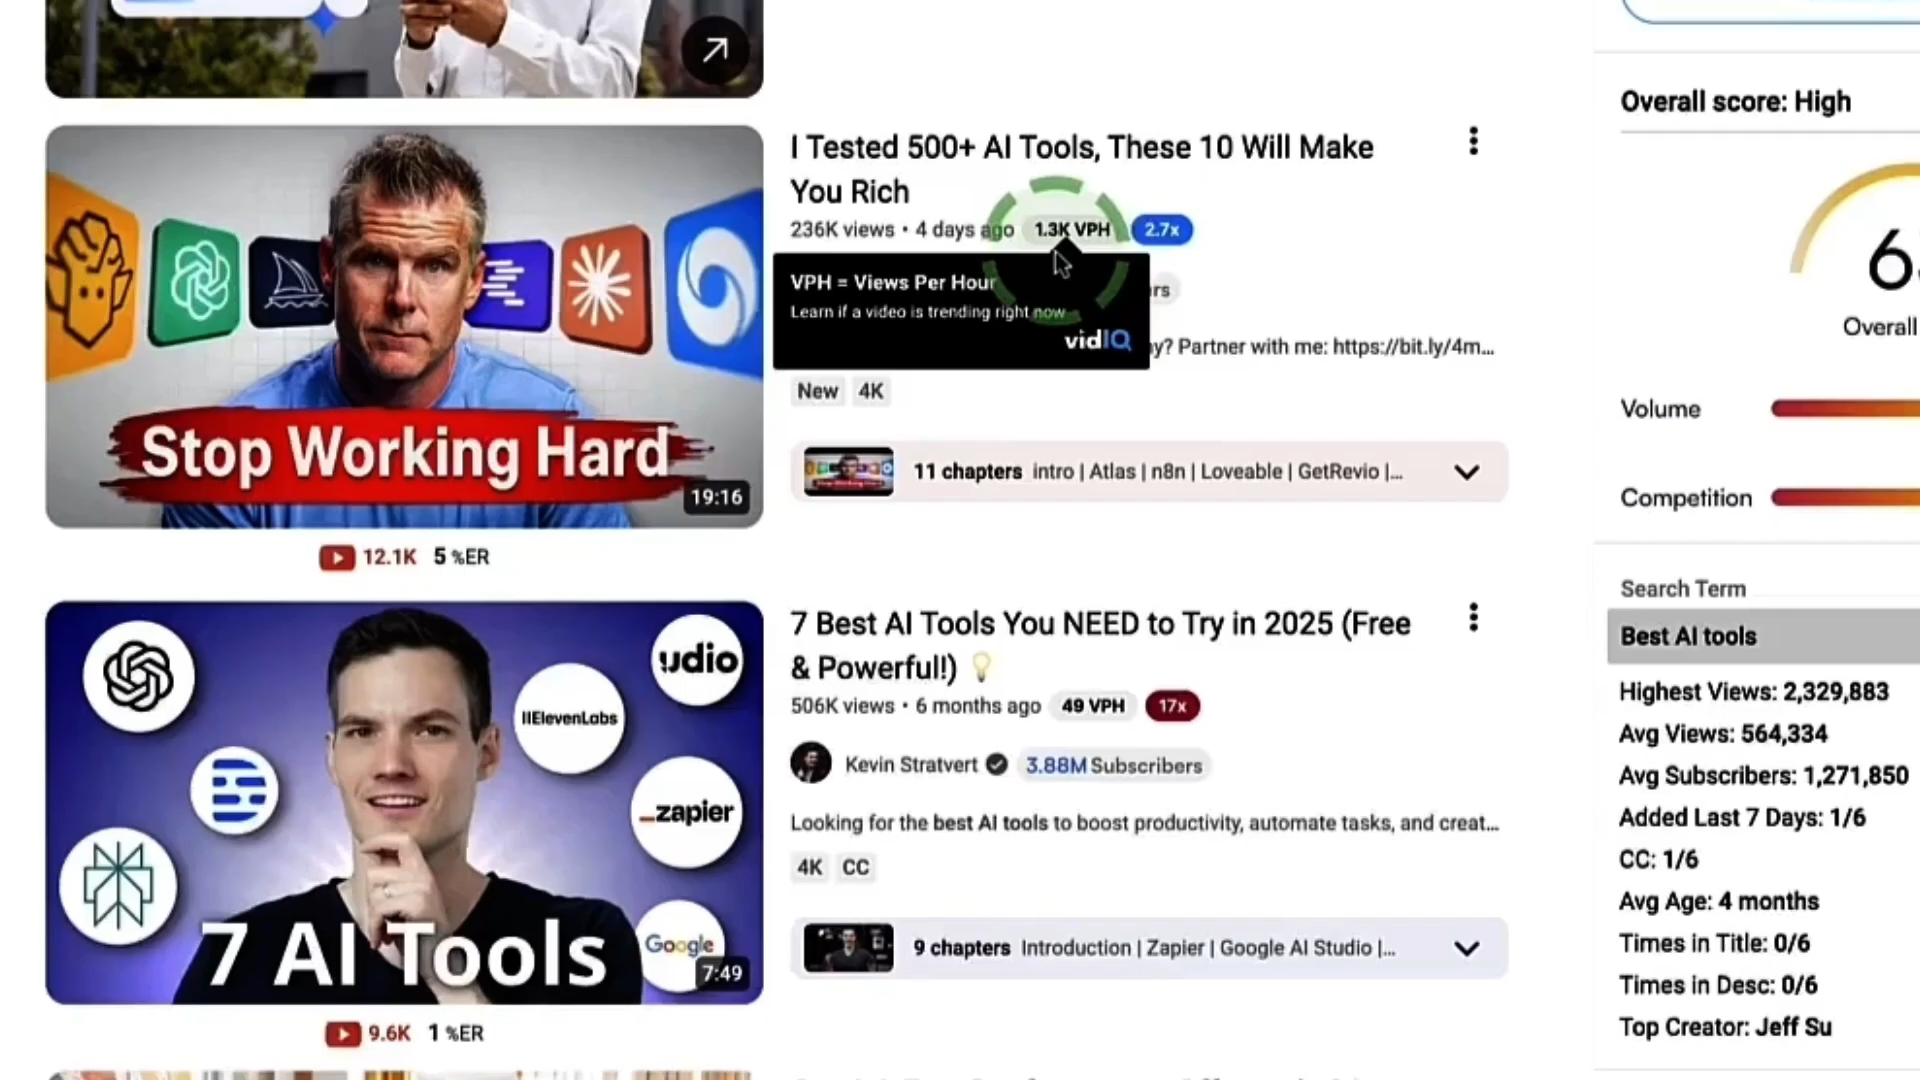 I Tested 500+ AI Tools, These 10 Will Make
You Rich
236K views • 4 days ago 1.3K VPH 2.7x
VPH = Views Per Hour
Learn if a video is trending right now
vidIQ
Partner with me: https://bit.ly/4m...
New 4K
11 chapters intro | Atlas | n8n | Loveable | GetRevio |...
Stop Working Hard
19:16
12.1K 5 %ER
7 Best AI Tools You NEED to Try in 2025 (Free
& Powerful!)
506K views • 6 months ago 49 VPH 17x
Kevin Stratvert 3.88M Subscribers
Looking for the best AI tools to boost productivity, automate tasks, and creat...
4K CC
9 chapters Introduction | Zapier | Google AI Studio |...
udio
IIElevenLabs
zapier
Google
7 AI Tools
7:49
9.6K 1 %ER
Overall score: High
Overall
Volume
Competition
Search Term
Best AI tools
Highest Views: 2,329,883
Avg Views: 564,334
Avg Subscribers: 1,271,850
Added Last 7 Days: 1/6
CC: 1/6
Avg Age: 4 months
Times in Title: 0/6
Times in Desc: 0/6
Top Creator: Jeff Su